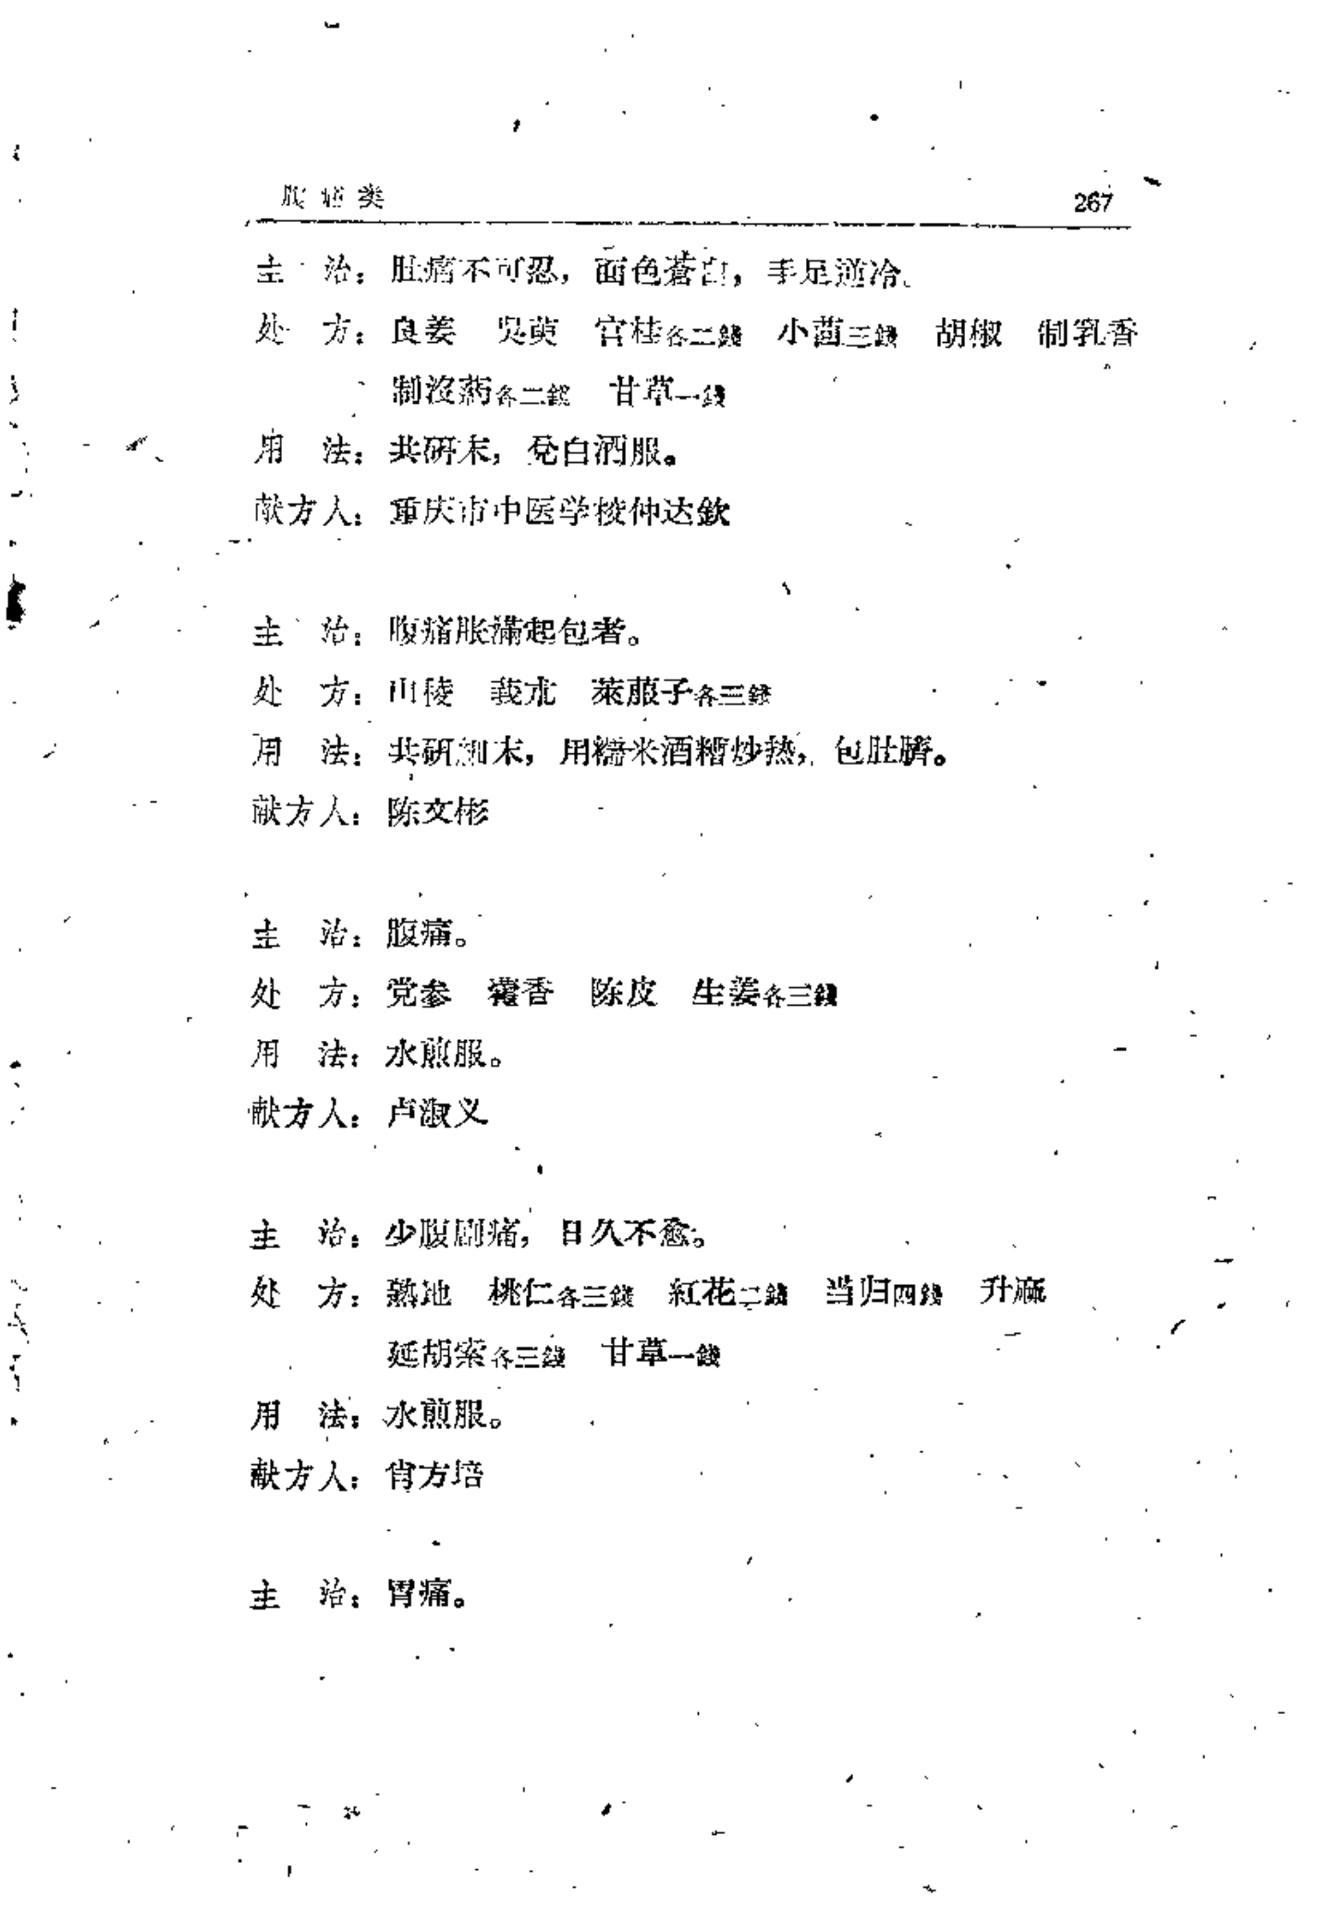 腹痛类 267
主 治：肚痛不可忍，面色蒼白，手足逆冷。
处 方：良姜 吳萸 官桂各二錢 小茴三錢 胡椒 制乳香
制沒药各二錢 甘草一錢
用 法：共研末，兌白酒服。
献方人：重庆市中医学校仲达欽
主 治：腹痛胀滿起包者。
处 方：山稜 莪朮 萊菔子各三錢
用 法：共研細末，用糯米酒糟炒热，包肚臍。
献方人：陈文彬
主 治：腹痛。
处 方：党参 藿香 陈皮 生姜各三錢
用 法：水煎服。
献方人：卢淑义
主 治：少腹剧痛，日久不愈。
处 方：熟地 桃仁各三錢 紅花二錢 当归四錢 升麻
延胡索各三錢 甘草一錢
用 法：水煎服。
献方人：肖方培
主 治：胃痛。